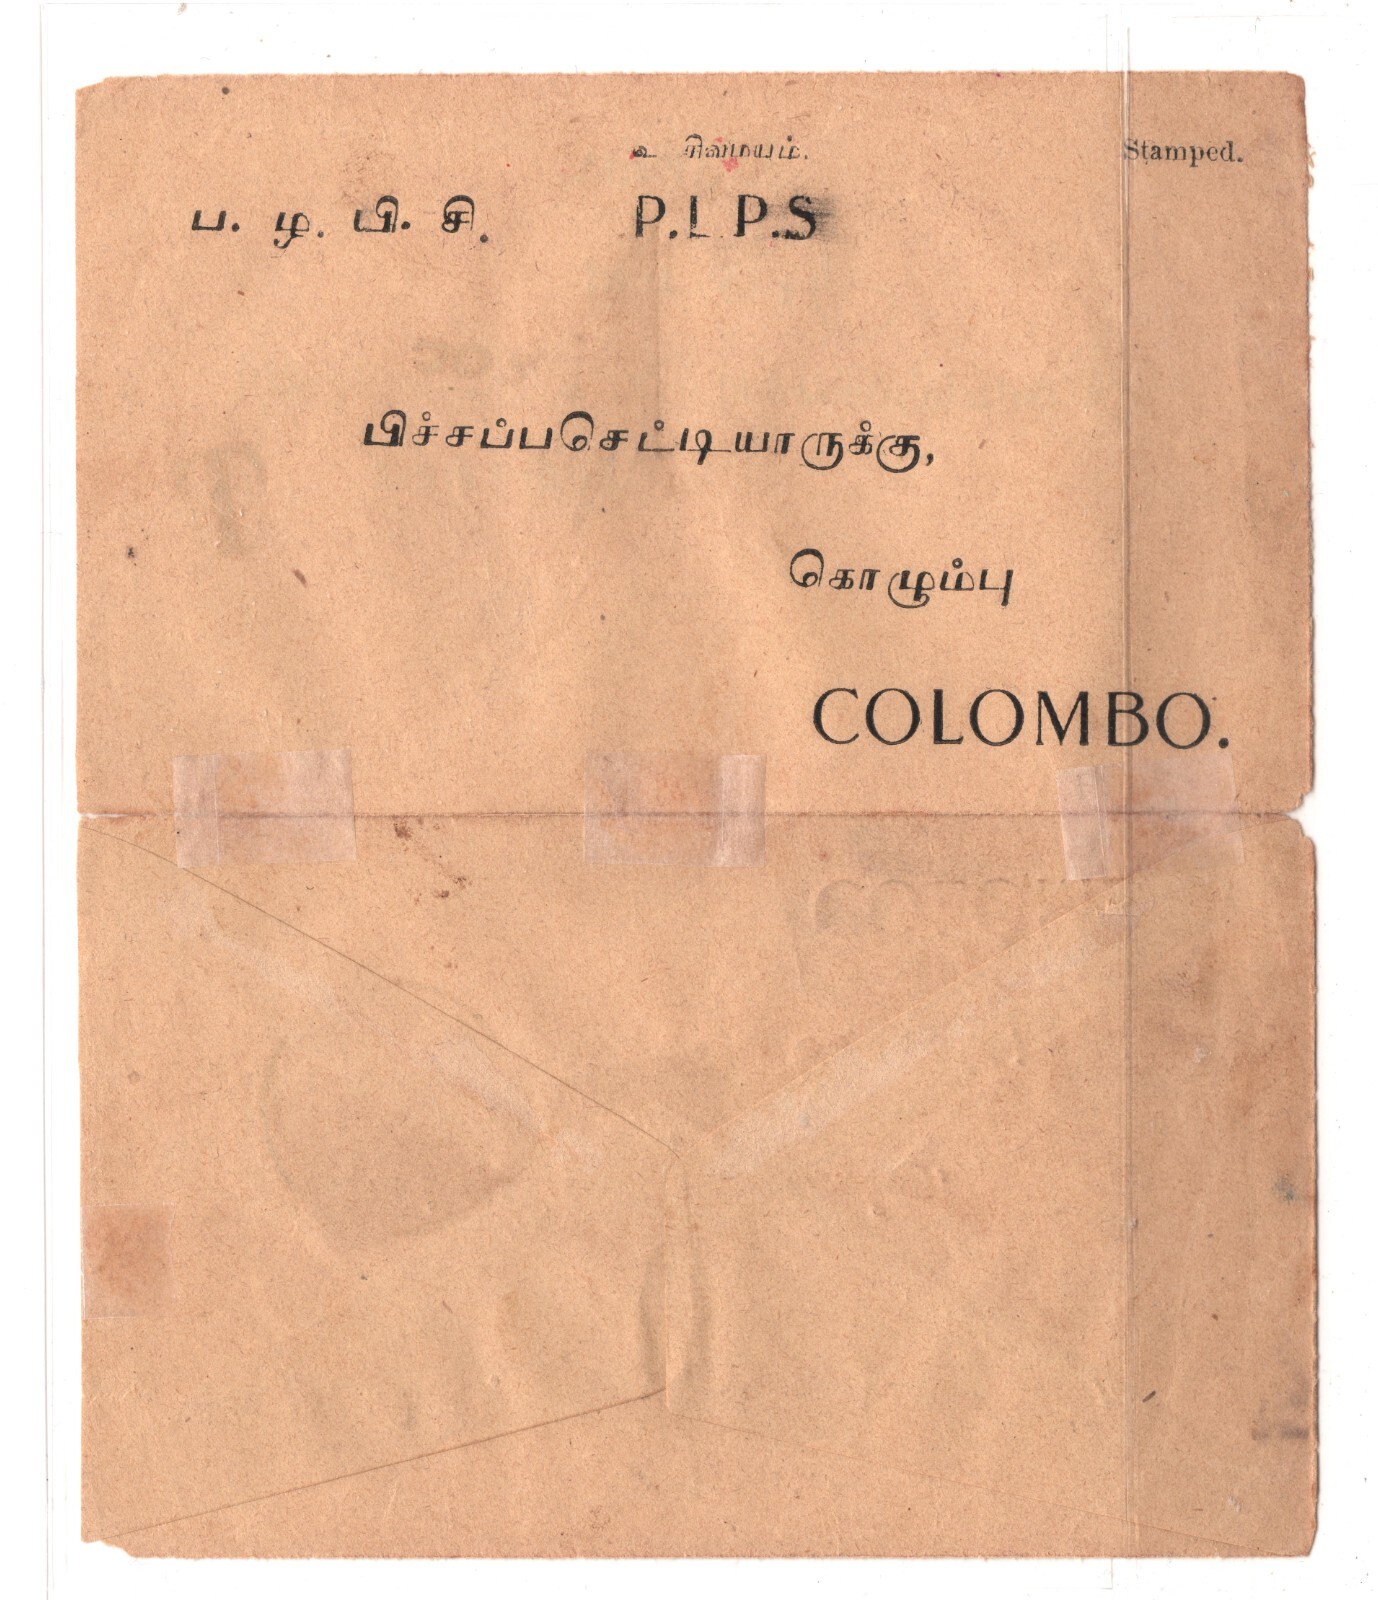 உ சிவமயம். Stamped.
ப. ழ. பி. சி. P.L.P.S
பிச்சப்பசெட்டியாருக்கு,
கொழும்பு
COLOMBO.